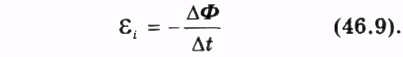 ℰᵢ = − ΔΦ / Δt (46.9).